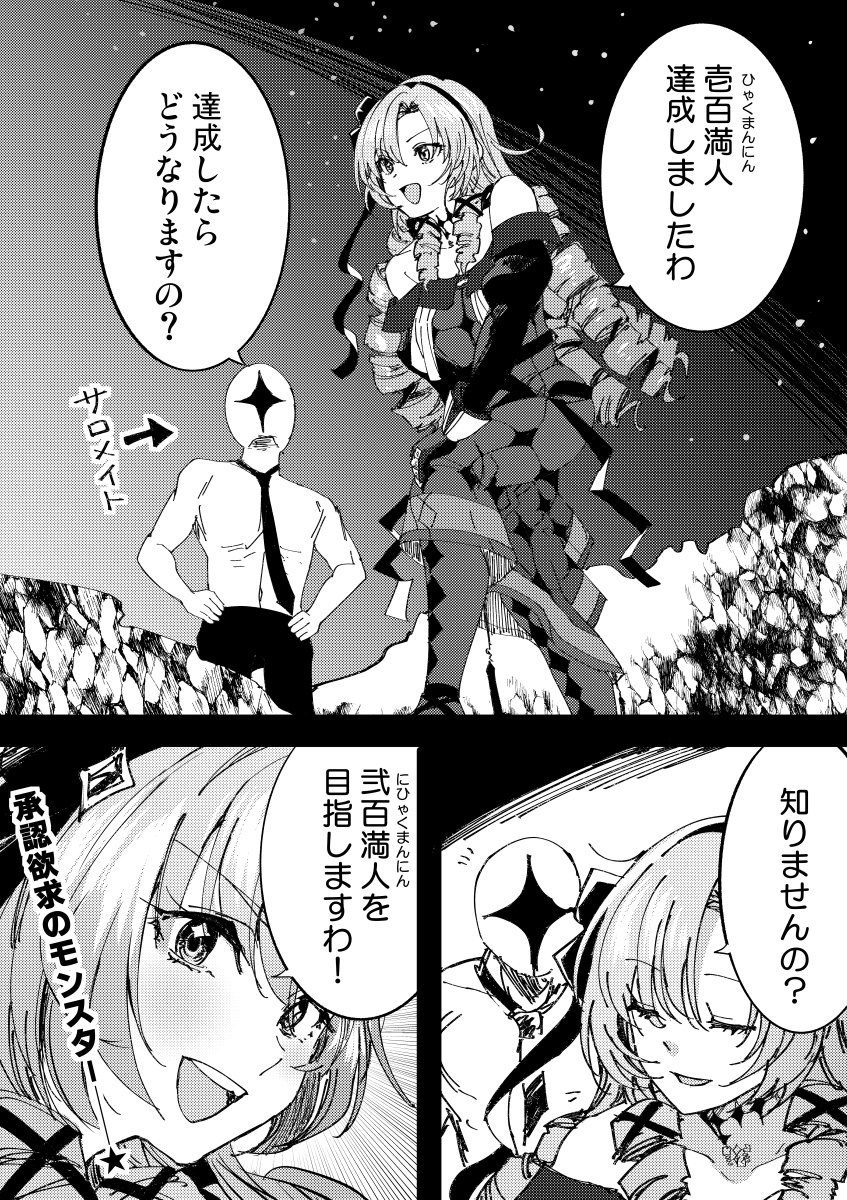 壱百満人
ひゃくまんにん
達成しましたわ
達成したら
どうなりますの？
サロメイト
知りませんの？
弐百満人を
にひゃくまんにん
目指しますわ！
承認欲求のモンスター★